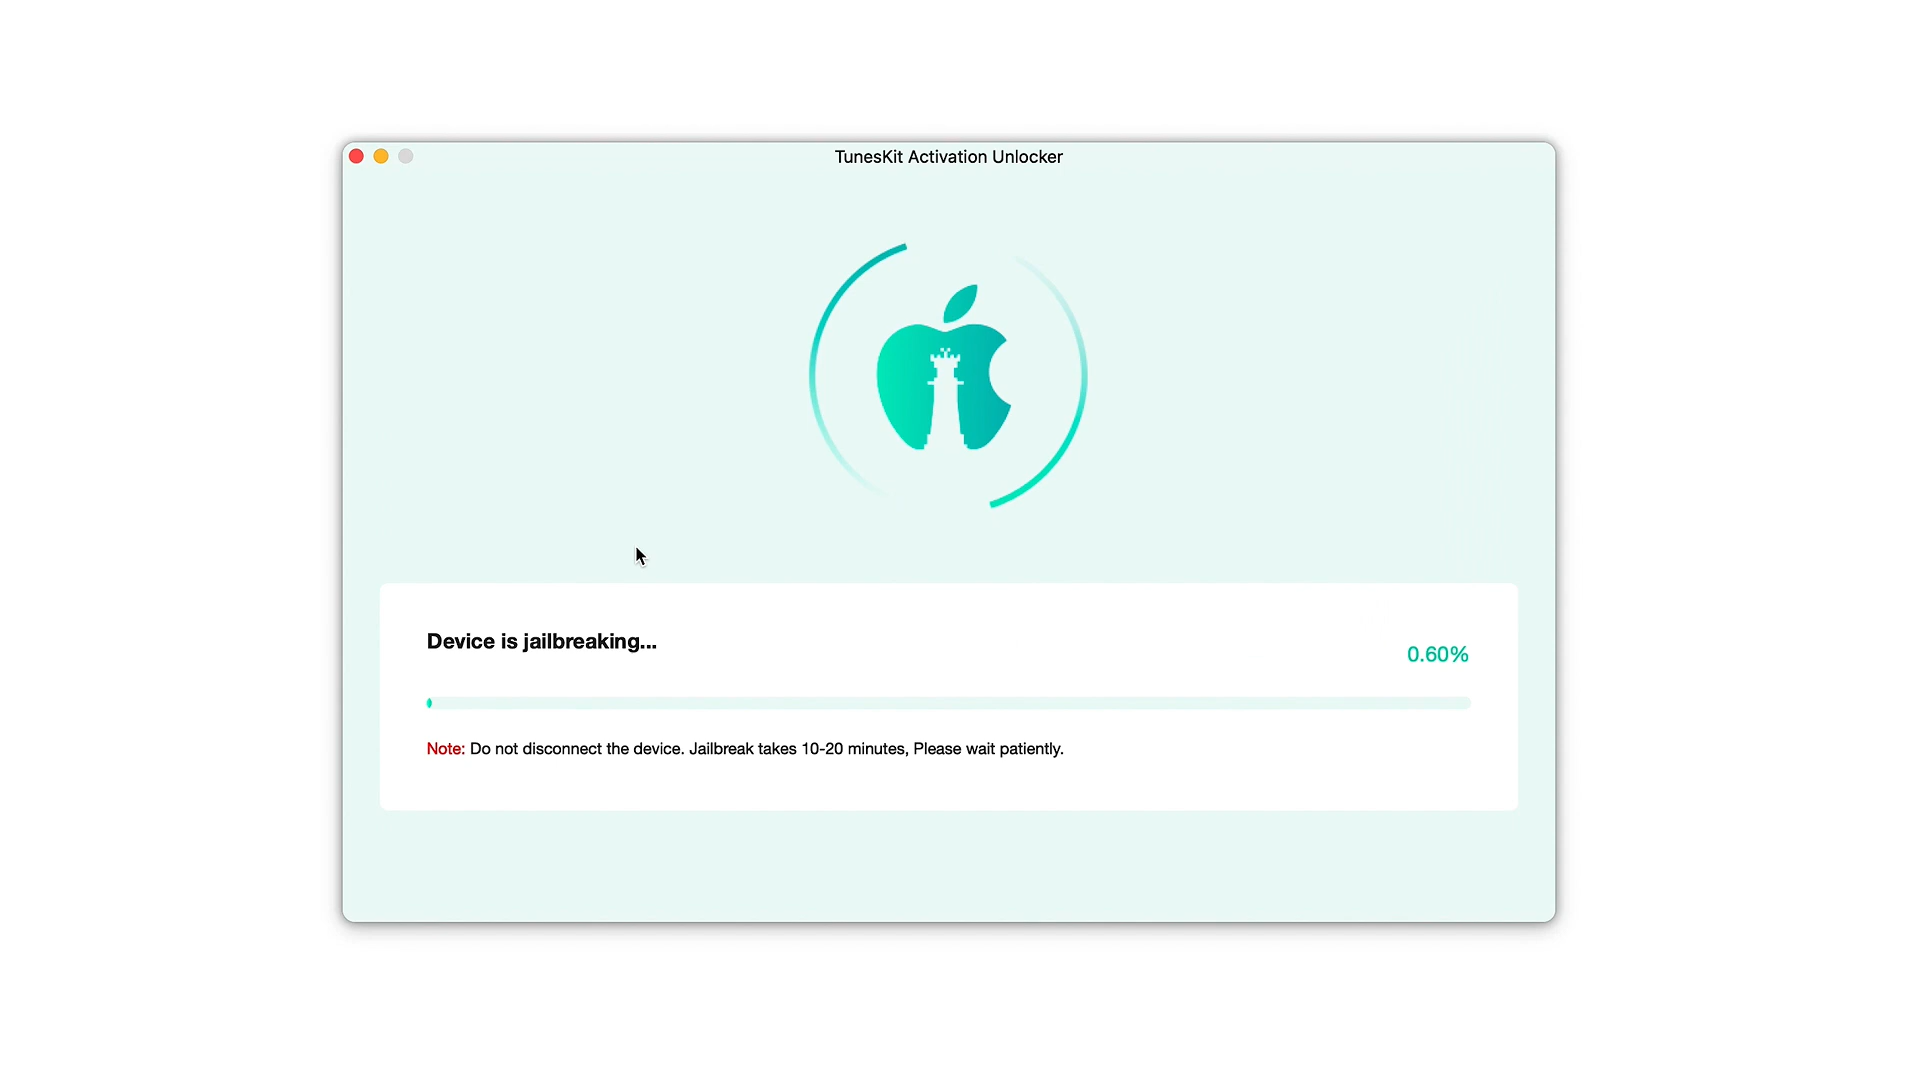 TunesKit Activation Unlocker
Device is jailbreaking...
0.60%
Note: Do not disconnect the device. Jailbreak takes 10-20 minutes, Please wait patiently.